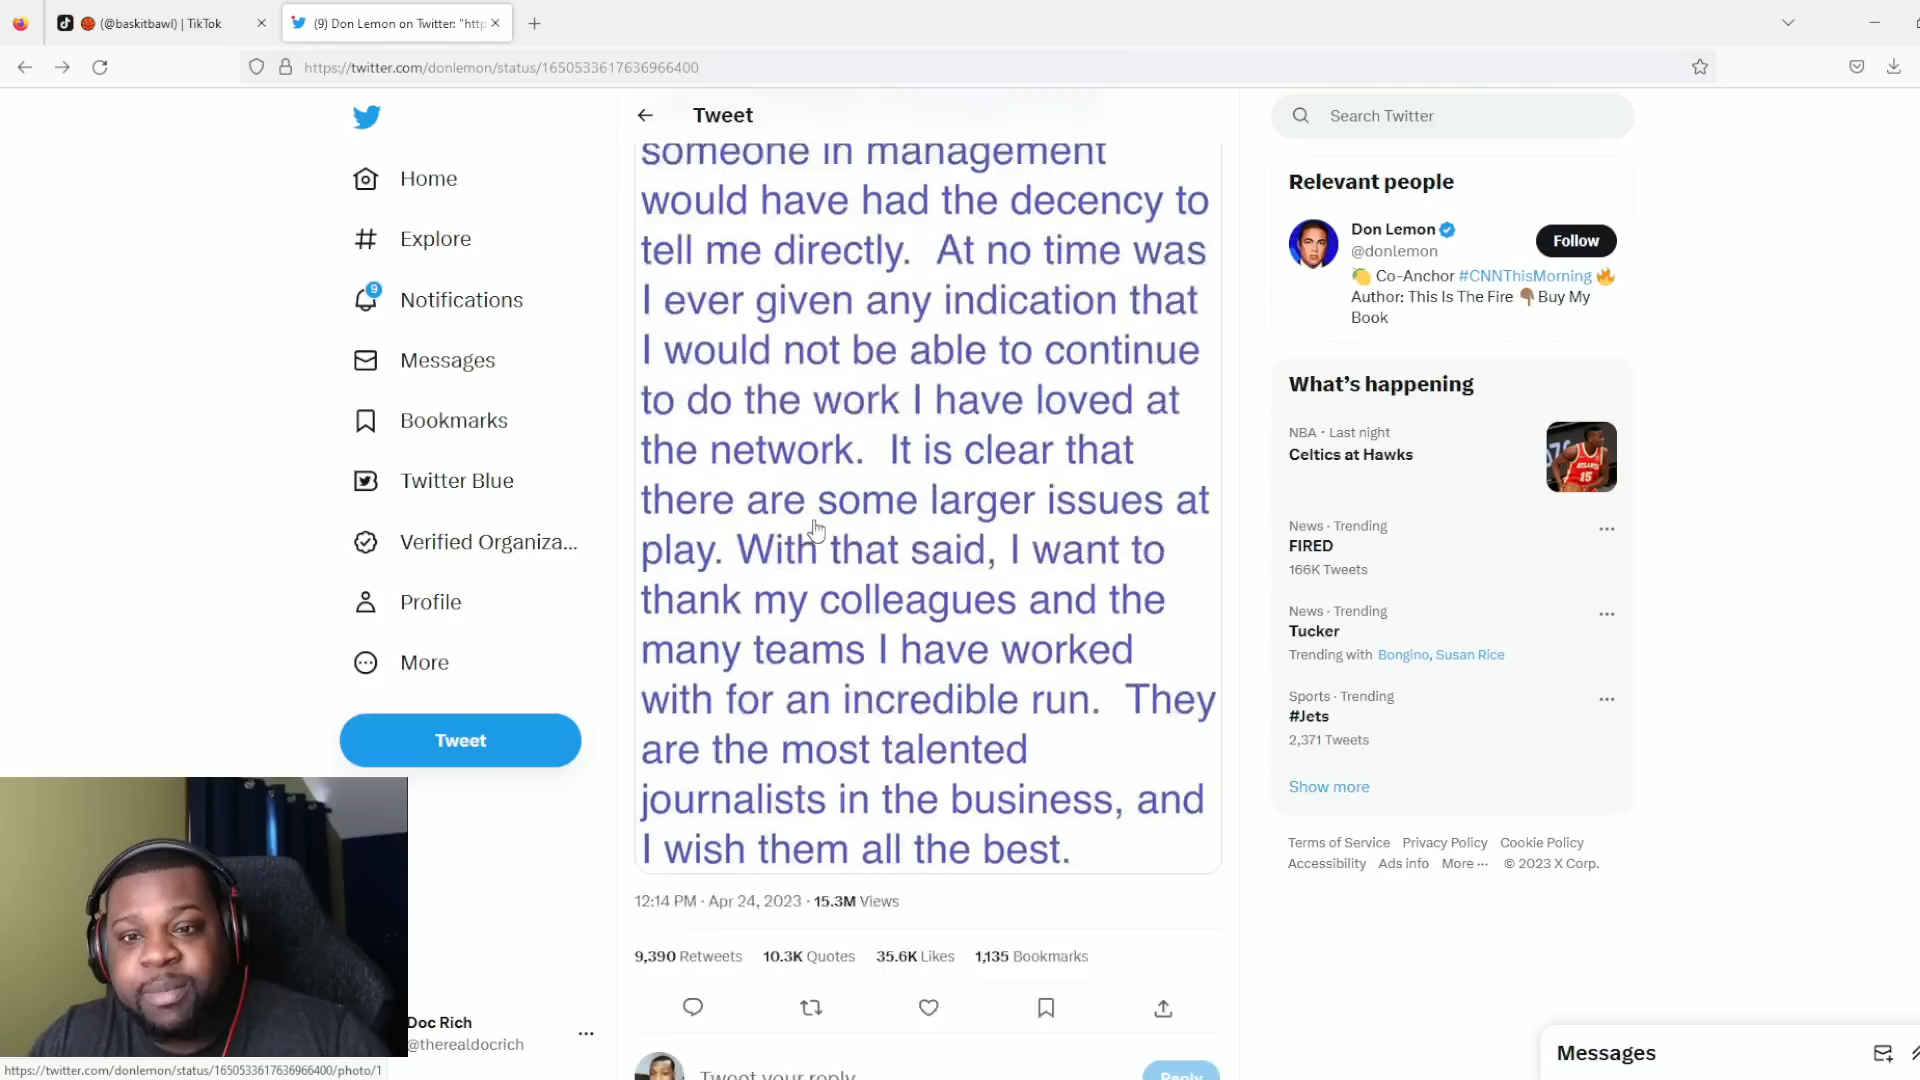 (@baskitbawl) | TikTok
(9) Don Lemon on Twitter: "http
https://twitter.com/donlemon/status/1650533617636966400
Home
Explore
9
Notifications
Messages
Bookmarks
Twitter Blue
Verified Organiza...
Profile
More
Tweet
Doc Rich
@therealdocrich
https://twitter.com/donlemon/status/1650533617636966400/photo/1
Tweet
someone in management
would have had the decency to
tell me directly. At no time was
I ever given any indication that
I would not be able to continue
to do the work I have loved at
the network. It is clear that
there are some larger issues at
play. With that said, I want to
thank my colleagues and the
many teams I have worked
with for an incredible run. They
are the most talented
journalists in the business, and
I wish them all the best.
12:14 PM · Apr 24, 2023 · 15.3M Views
9,390 Retweets 10.3K Quotes 35.6K Likes 1,135 Bookmarks
Tweet your reply
Reply
Search Twitter
Relevant people
Don Lemon
@donlemon
Follow
Co-Anchor #CNNThisMorning
Author: This Is The Fire Buy My
Book
What's happening
NBA · Last night
Celtics at Hawks
ATLANTA
15
News · Trending
FIRED
166K Tweets
News · Trending
Tucker
Trending with Bongino, Susan Rice
Sports · Trending
#Jets
2,371 Tweets
Show more
Terms of Service Privacy Policy Cookie Policy
Accessibility Ads info More ··· © 2023 X Corp.
Messages